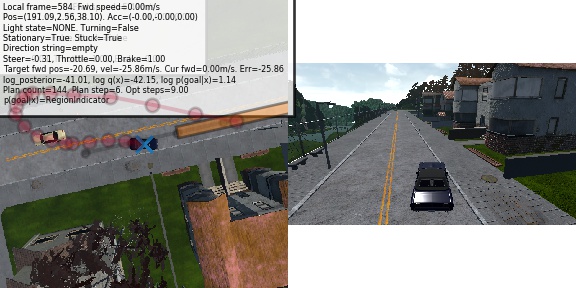 Local frame=584: Fwd.speed=0.00m/s
Pos=(191.09,2.56,38.10). Acc=(-0.00,-0.00,0.00)
Light state=NONE. Turning=False
Stationary=True. Stuck=True
Direction string=empty
Steer=-0.31, Throttle=0.00, Brake=1.00
Target fwd pos=-20.69, vel=-25.86m/s. Cur fwd=0.00m/s. Err=-25.86
log_posterior=-41.01, log q(x)=-42.15, log p(goal|x)=1.14
Plan count=144. Plan step=6. Opt steps=9.00
p(goal|x)=RegionIndicator